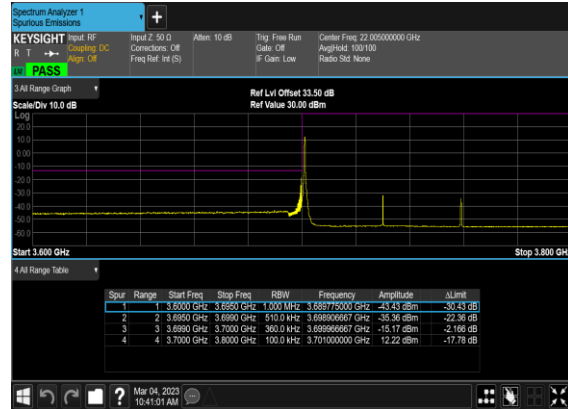 Spectrum Analyzer 1
Spurious Emissions
KEYSIGHT Input: RF
R T Coupling: DC
Align: Off
Input Z: 50 Ω
Corrections: Off
Freq Ref: Int (S)
Atten: 10 dB
Trig: Free Run
Gate: Off
IF Gain: Low
Center Freq: 22.005000000 GHz
Avg|Hold: 100/100
Radio Std: None
PASS
3 All Range Graph
Scale/Div 10.0 dB
Ref Lvl Offset 33.50 dB
Ref Value 30.00 dBm
Log
20.0
10.0
0.00
-10.0
-20.0
-30.0
-40.0
-50.0
-60.0
Start 3.600 GHz
Stop 3.800 GHz
4 All Range Table
Spur Range Start Freq Stop Freq RBW Frequency Amplitude ΔLimit
1 1 3.6000 GHz 3.6950 GHz 1.000 MHz 3.689775000 GHz -43.43 dBm -30.43 dB
2 2 3.6950 GHz 3.6990 GHz 510.0 kHz 3.698906667 GHz -35.36 dBm -22.36 dB
3 3 3.6990 GHz 3.7000 GHz 360.0 kHz 3.699966667 GHz -15.17 dBm -2.166 dB
4 4 3.7000 GHz 3.8000 GHz 100.0 kHz 3.701000000 GHz 12.22 dBm -17.78 dB
Mar 04, 2023
10:41:01 AM